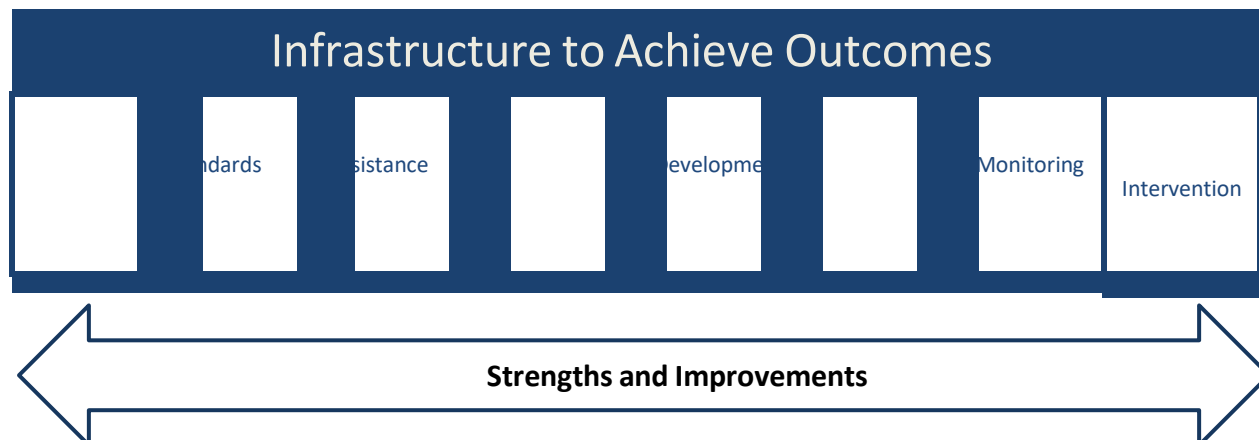 Infrastructure to Achieve Outcomes
ndards
sistance
evelopme
Monitoring
Intervention
Strengths and Improvements